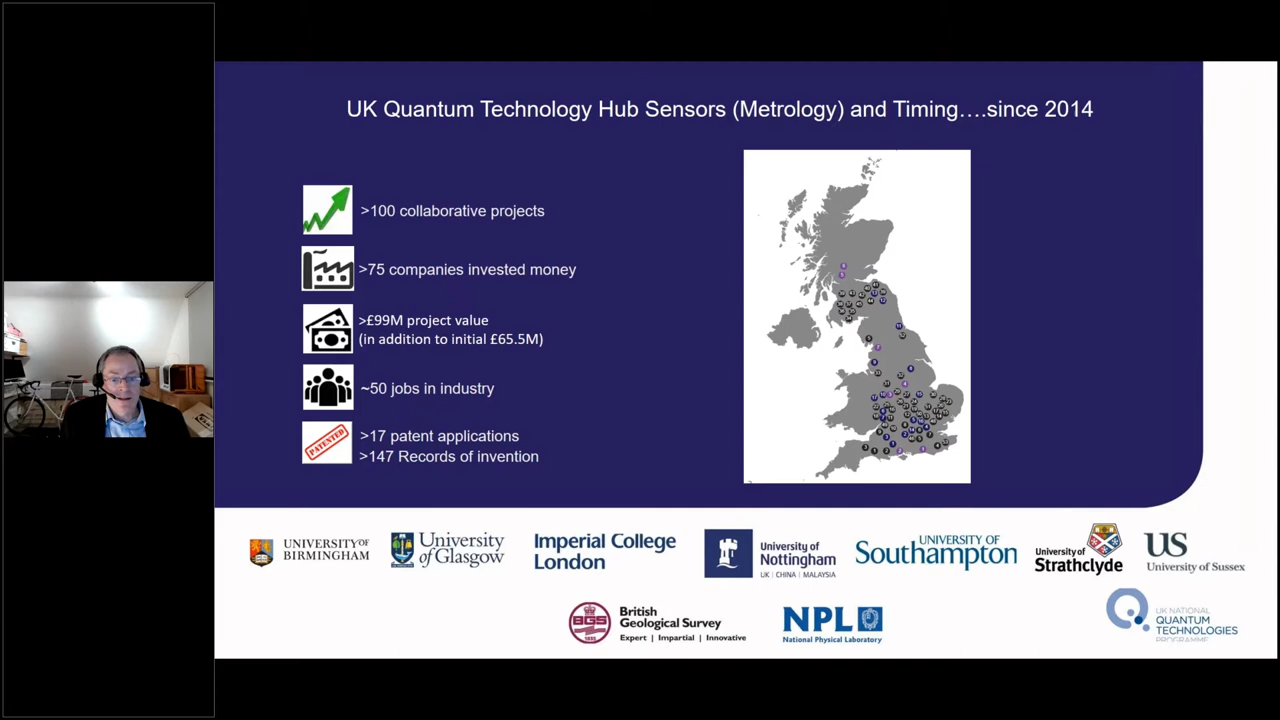 UK Quantum Technology Hub Sensors (Metrology) and Timing….since 2014
>100 collaborative projects
>75 companies invested money
>£99M project value
(in addition to initial £65.5M)
~50 jobs in industry
PATENTED
>17 patent applications
>147 Records of invention
UNIVERSITY OF
BIRMINGHAM
University
of Glasgow
Imperial College
London
University of
Nottingham
UK | CHINA | MALAYSIA
UNIVERSITY OF
Southampton
University of
Strathclyde
US
University of Sussex
BGS
British
Geological Survey
Expert | Impartial | Innovative
NPL
National Physical Laboratory
UK NATIONAL
QUANTUM
TECHNOLOGIES
PROGRAMME